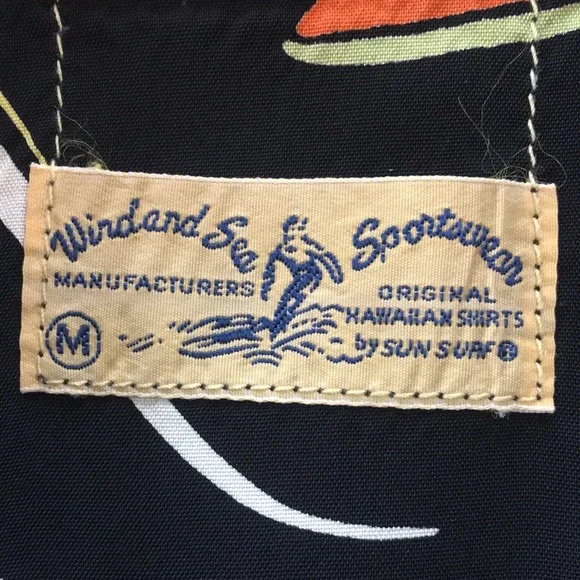 Wind and Sea Sportswear
MANUFACTURERS
ORIGINAL
HAWAIIAN SHIRTS
by SUN SURF ®
M